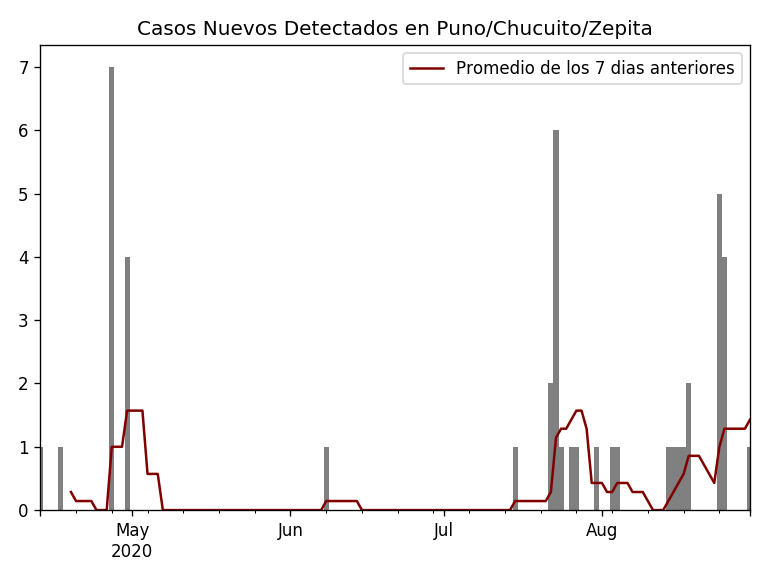 Casos Nuevos Detectados en Puno/Chucuito/Zepita
Promedio de los 7 dias anteriores
7
6
5
4
3
2
1
0
May
2020
Jun
Jul
Aug